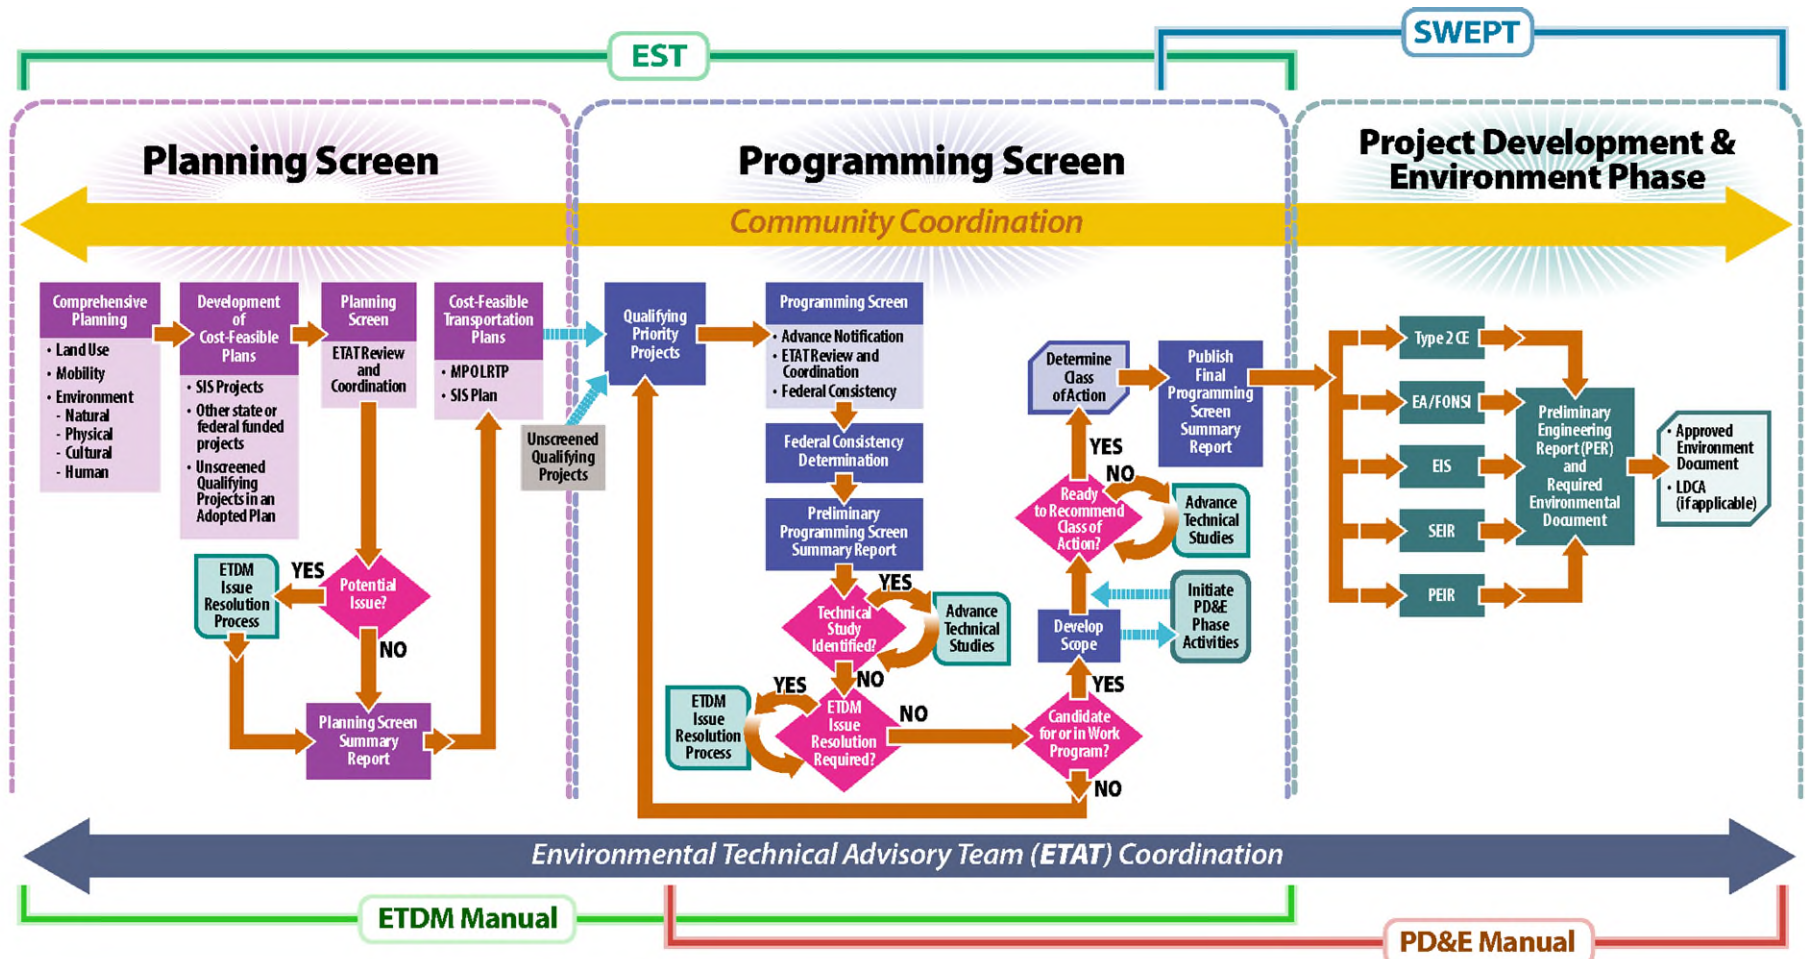 SWEPT
EST
Planning Screen
Programming Screen
Project Development &
Environment Phase
Community Coordination
Comprehensive
Planning
• Land Use
• Mobility
• Environment
- Natural
- Physical
- Cultural
- Human
Development
of
Cost-Feasible
Plans
• SIS Projects
• Other state or
federal funded
projects
• Unscreened
Qualifying
Projects in an
Adopted Plan
Planning
Screen
ETAT Review
and
Coordination
Cost-Feasible
Transportation
Plans
• MPO LRTP
• SIS Plan
Unscreened
Qualifying
Projects
ETDM
Issue
Resolution
Process
YES
Potential
Issue?
NO
Planning Screen
Summary
Report
Qualifying
Priority
Projects
Programming Screen
• Advance Notification
• ETAT Review and
Coordination
• Federal Consistency
Federal Consistency
Determination
Preliminary
Programming Screen
Summary Report
YES
Technical
Study
Identified?
Advance
Technical
Studies
NO
YES
ETDM
Issue
Resolution
Process
ETDM
Issue
Resolution
Required?
NO
Candidate
for or in Work
Program?
NO
YES
Develop
Scope
Initiate
PD&E
Phase
Activities
Ready
to Recommend
Class of
Action?
NO
Advance
Technical
Studies
YES
Determine
Class
of Action
Publish
Final
Programming
Screen
Summary
Report
Type 2 CE
EA/FONSI
EIS
SEIR
PEIR
Preliminary
Engineering
Report (PER)
and
Required
Environmental
Document
• Approved
Environment
Document
• LDCA
(if applicable)
Environmental Technical Advisory Team (ETAT) Coordination
ETDM Manual
PD&E Manual